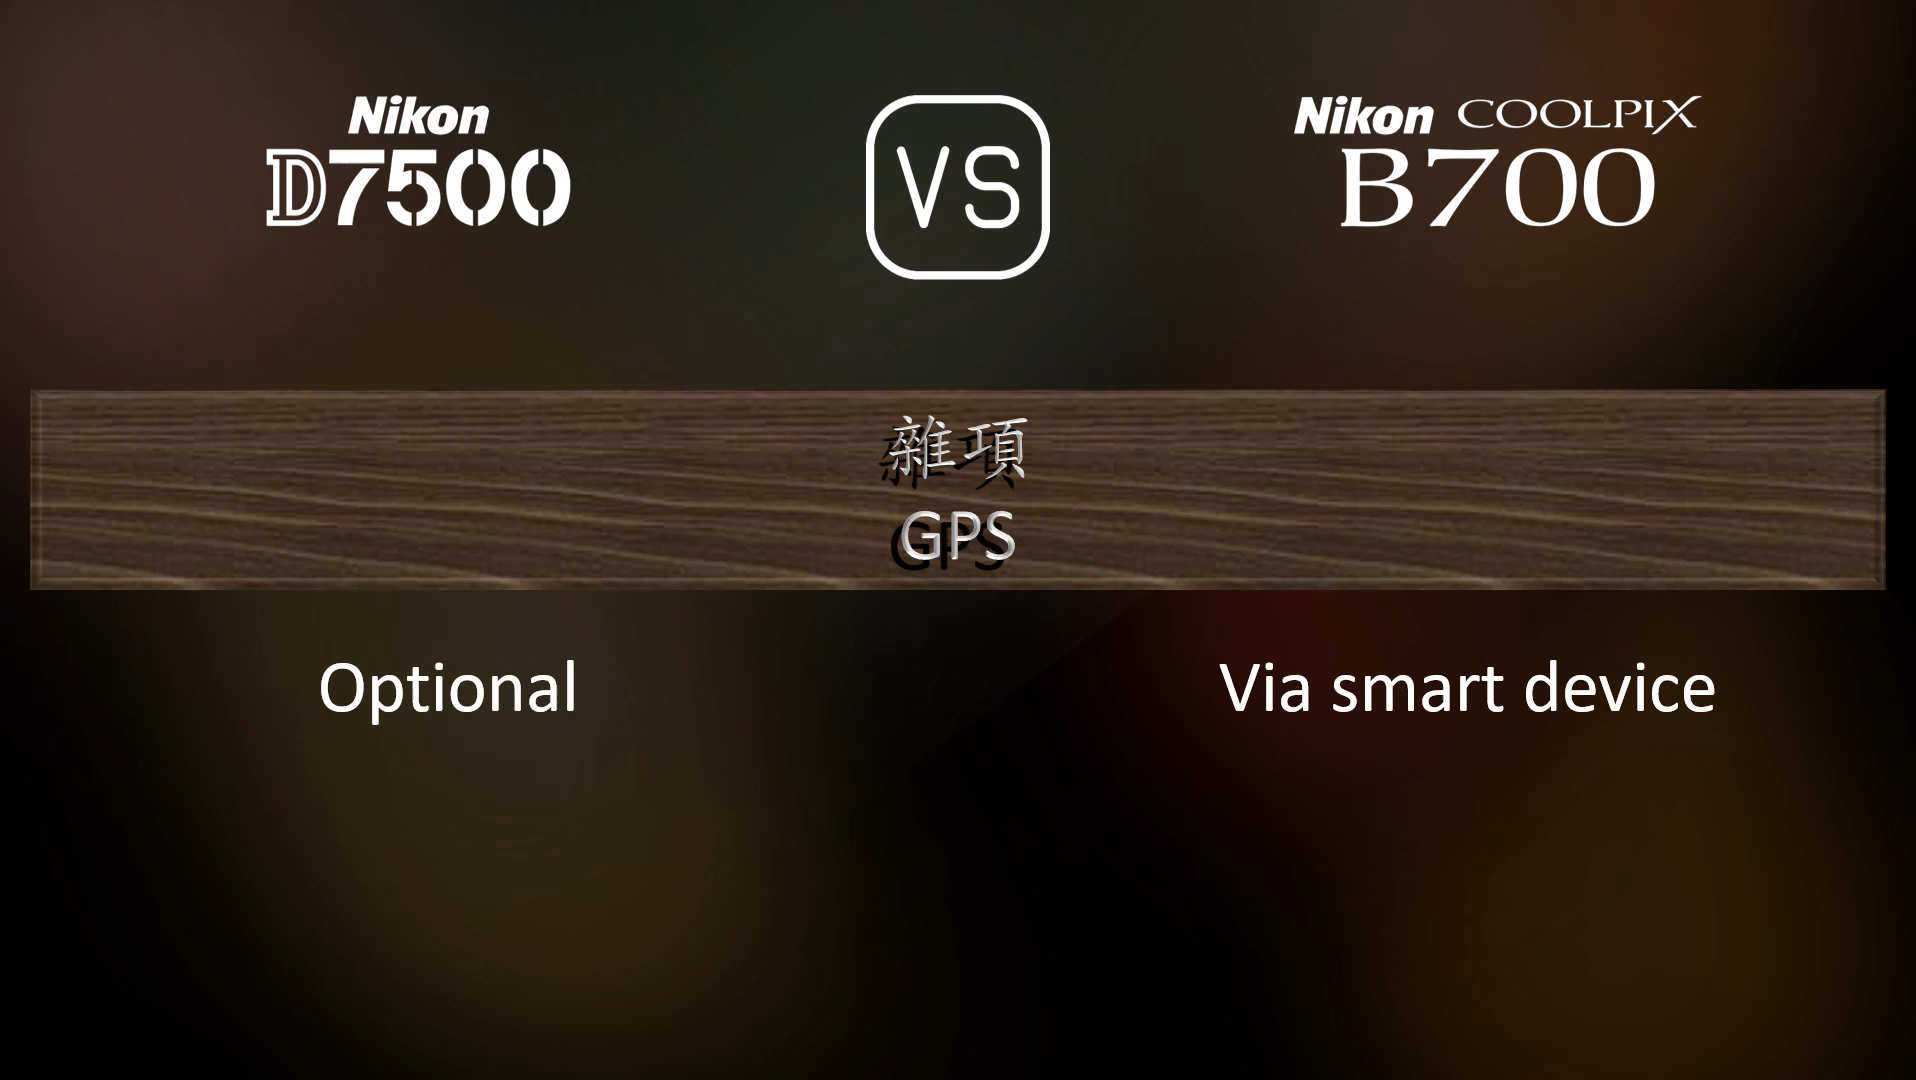 Nikon
D7500
VS
Nikon COOLPIX
B700
雜項
GPS
Optional
Via smart device